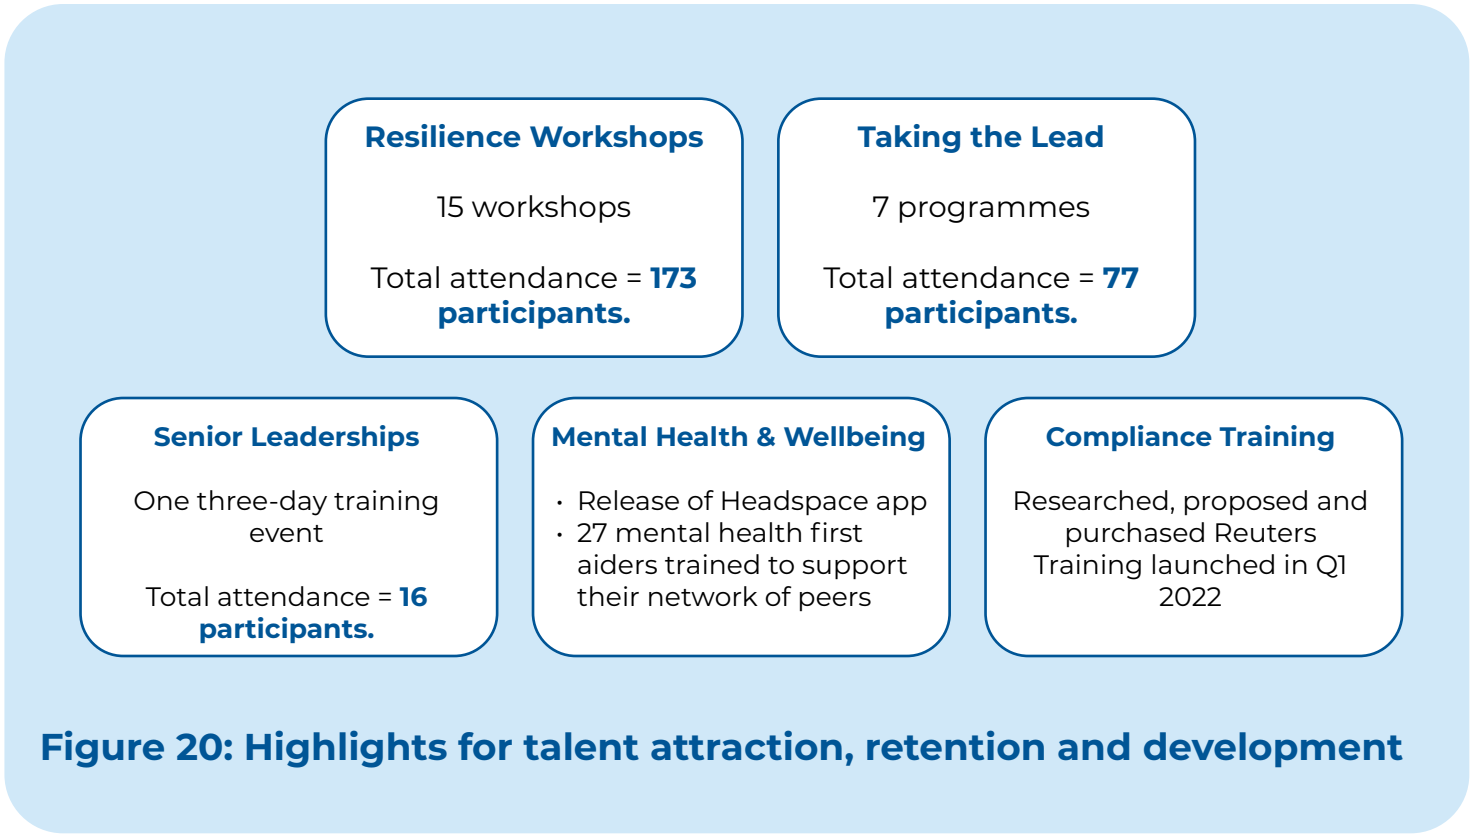 Resilience Workshops
15 workshops
Total attendance = 173
participants.
Taking the Lead
7 programmes
Total attendance = 77
participants.
Senior Leaderships
One three-day training
event
Total attendance = 16
participants.
Mental Health & Wellbeing
• Release of Headspace app
• 27 mental health first
aiders trained to support
their network of peers
Compliance Training
Researched, proposed and
purchased Reuters
Training launched in Q1
2022
Figure 20: Highlights for talent attraction, retention and development